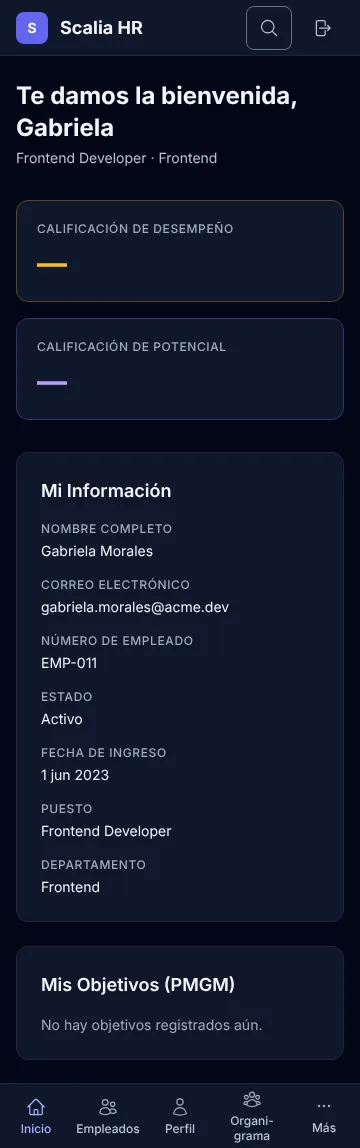 S Scalia HR
Te damos la bienvenida,
Gabriela
Frontend Developer · Frontend
CALIFICACIÓN DE DESEMPEÑO
—
CALIFICACIÓN DE POTENCIAL
—
Mi Información
NOMBRE COMPLETO
Gabriela Morales
CORREO ELECTRÓNICO
gabriela.morales@acme.dev
NÚMERO DE EMPLEADO
EMP-011
ESTADO
Activo
FECHA DE INGRESO
1 jun 2023
PUESTO
Frontend Developer
DEPARTAMENTO
Frontend
Mis Objetivos (PMGM)
No hay objetivos registrados aún.
Inicio
Empleados
Perfil
Organi-
grama
Más